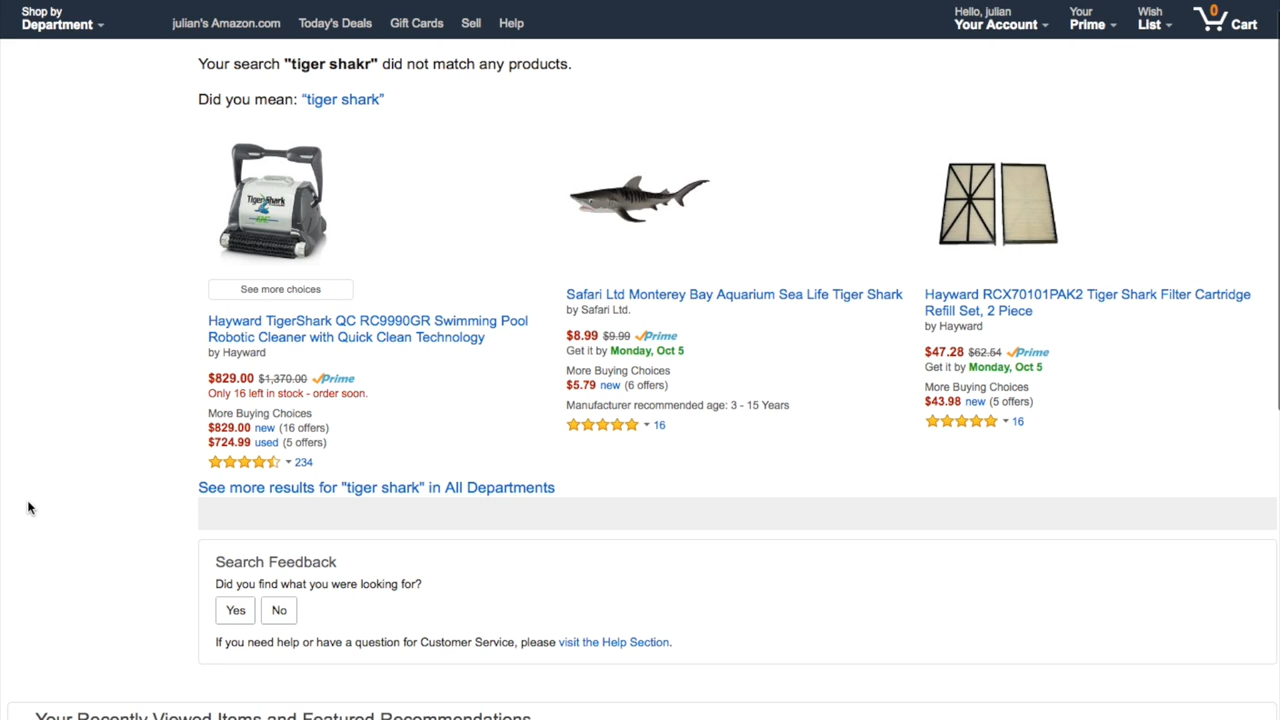 Shop by
Department
julian's Amazon.com Today's Deals Gift Cards Sell Help
Hello, julian
Your Account
Your
Prime
Wish
List
0
Cart
Your search "tiger shakr" did not match any products.
Did you mean: “tiger shark”
TigerShark
QC
See more choices
Hayward TigerShark QC RC9990GR Swimming Pool
Robotic Cleaner with Quick Clean Technology
by Hayward
$829.00 $1,370.00 Prime
Only 16 left in stock - order soon.
More Buying Choices
$829.00 new (16 offers)
$724.99 used (5 offers)
234
Safari Ltd Monterey Bay Aquarium Sea Life Tiger Shark
by Safari Ltd.
$8.99 $9.99 Prime
Get it by Monday, Oct 5
More Buying Choices
$5.79 new (6 offers)
Manufacturer recommended age: 3 - 15 Years
16
Hayward RCX70101PAK2 Tiger Shark Filter Cartridge
Refill Set, 2 Piece
by Hayward
$47.28 $62.54 Prime
Get it by Monday, Oct 5
More Buying Choices
$43.98 new (5 offers)
16
See more results for "tiger shark" in All Departments
Search Feedback
Did you find what you were looking for?
Yes No
If you need help or have a question for Customer Service, please visit the Help Section.
Your Recently Viewed Items and Featured Recommendations